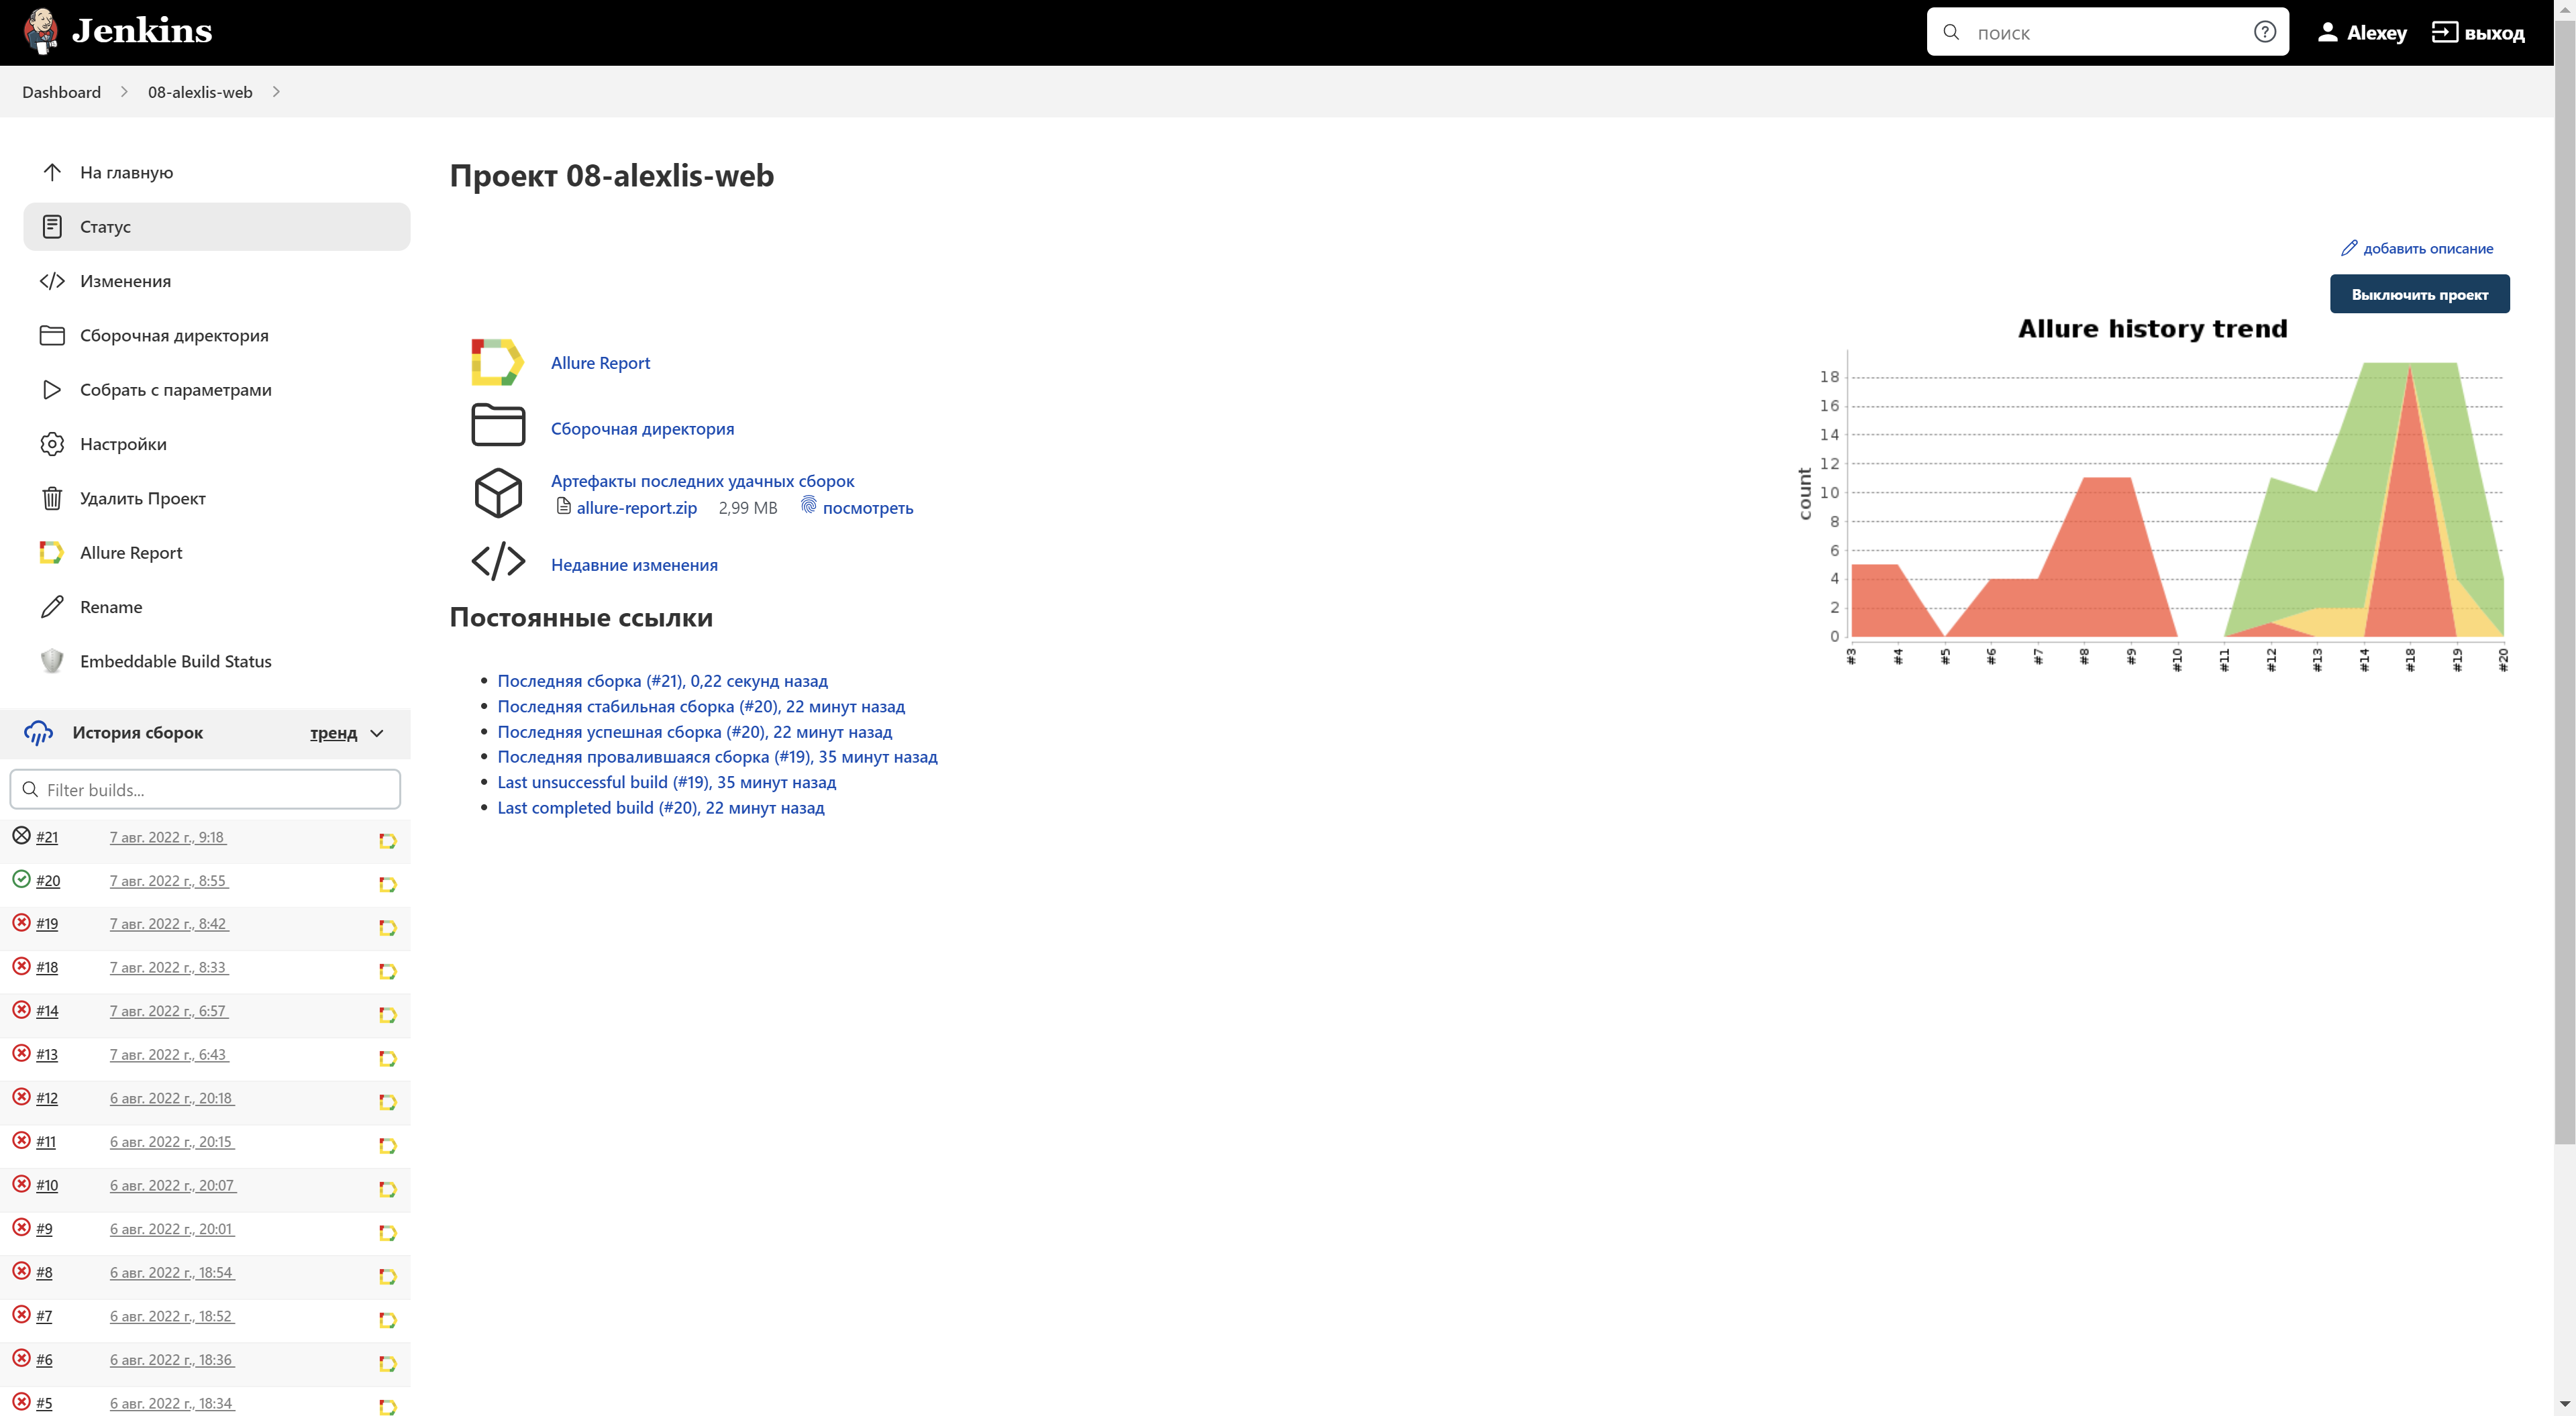 Jenkins
поиск
Alexey
выход
Dashboard
08-alexlis-web
На главную
Статус
Изменения
Сборочная директория
Собрать с параметрами
Настройки
Удалить Проект
Allure Report
Rename
Embeddable Build Status
История сборок
тренд
Filter builds...
#21 7 авг. 2022 г., 9:18
#20 7 авг. 2022 г., 8:55
#19 7 авг. 2022 г., 8:42
#18 7 авг. 2022 г., 8:33
#14 7 авг. 2022 г., 6:57
#13 7 авг. 2022 г., 6:43
#12 6 авг. 2022 г., 20:18
#11 6 авг. 2022 г., 20:15
#10 6 авг. 2022 г., 20:07
#9 6 авг. 2022 г., 20:01
#8 6 авг. 2022 г., 18:54
#7 6 авг. 2022 г., 18:52
#6 6 авг. 2022 г., 18:36
#5 6 авг. 2022 г., 18:34
Проект 08-alexlis-web
добавить описание
Выключить проект
Allure Report
Сборочная директория
Артефакты последних удачных сборок
allure-report.zip 2,99 MB посмотреть
Недавние изменения
Постоянные ссылки
Последняя сборка (#21), 0,22 секунд назад
Последняя стабильная сборка (#20), 22 минут назад
Последняя успешная сборка (#20), 22 минут назад
Последняя провалившаяся сборка (#19), 35 минут назад
Last unsuccessful build (#19), 35 минут назад
Last completed build (#20), 22 минут назад
Allure history trend
count
18
16
14
12
10
8
6
4
2
0
#3 #4 #5 #6 #7 #8 #9 #10 #11 #12 #13 #14 #18 #19 #20